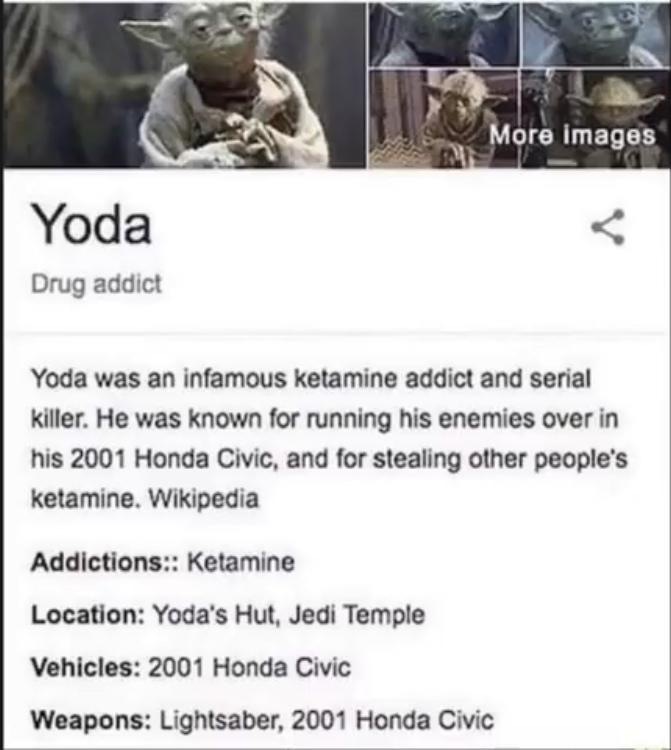 More images
Yoda
Drug addict
Yoda was an infamous ketamine addict and serial
killer. He was known for running his enemies over in
his 2001 Honda Civic, and for stealing other people's
ketamine. Wikipedia
Addictions:: Ketamine
Location: Yoda's Hut, Jedi Temple
Vehicles: 2001 Honda Civic
Weapons: Lightsaber, 2001 Honda Civic